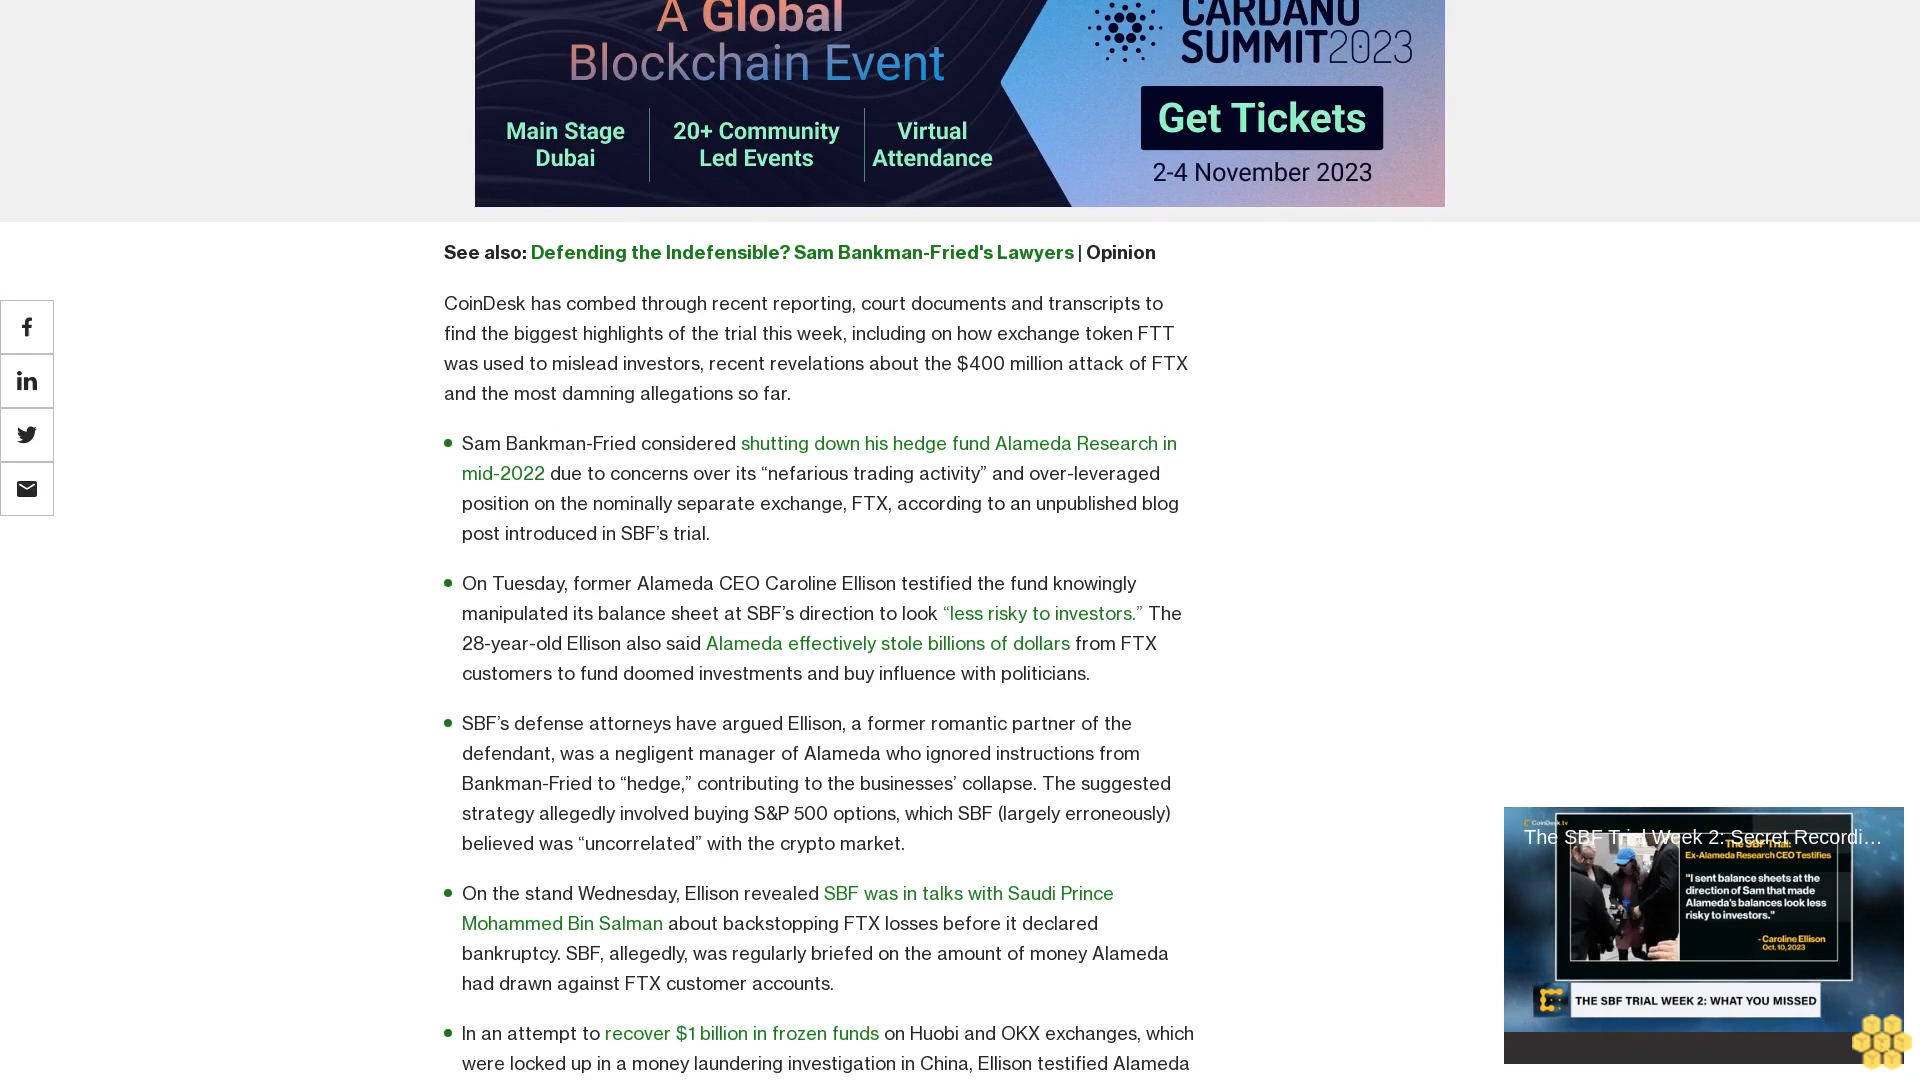 A Global
Blockchain Event
Main Stage
Dubai
20+ Community
Led Events
Virtual
Attendance
CARDANO
SUMMIT2023
Get Tickets
2-4 November 2023
See also: Defending the Indefensible? Sam Bankman-Fried's Lawyers | Opinion
CoinDesk has combed through recent reporting, court documents and transcripts to
find the biggest highlights of the trial this week, including on how exchange token FTT
was used to mislead investors, recent revelations about the $400 million attack of FTX
and the most damning allegations so far.
Sam Bankman-Fried considered shutting down his hedge fund Alameda Research in
mid-2022 due to concerns over its “nefarious trading activity” and over-leveraged
position on the nominally separate exchange, FTX, according to an unpublished blog
post introduced in SBF’s trial.
On Tuesday, former Alameda CEO Caroline Ellison testified the fund knowingly
manipulated its balance sheet at SBF’s direction to look “less risky to investors.” The
28-year-old Ellison also said Alameda effectively stole billions of dollars from FTX
customers to fund doomed investments and buy influence with politicians.
SBF’s defense attorneys have argued Ellison, a former romantic partner of the
defendant, was a negligent manager of Alameda who ignored instructions from
Bankman-Fried to “hedge,” contributing to the businesses’ collapse. The suggested
strategy allegedly involved buying S&P 500 options, which SBF (largely erroneously)
believed was “uncorrelated” with the crypto market.
On the stand Wednesday, Ellison revealed SBF was in talks with Saudi Prince
Mohammed Bin Salman about backstopping FTX losses before it declared
bankruptcy. SBF, allegedly, was regularly briefed on the amount of money Alameda
had drawn against FTX customer accounts.
In an attempt to recover $1 billion in frozen funds on Huobi and OKX exchanges, which
were locked up in a money laundering investigation in China, Ellison testified Alameda
CoinDesk.tv
The SBF Trial Week 2: Secret Recordi…
The SBF Trial:
Ex-Alameda Research CEO Testifies
"I sent balance sheets at the
direction of Sam that made
Alameda's balances look less
risky to investors."
- Caroline Ellison
Oct. 10, 2023
THE SBF TRIAL WEEK 2: WHAT YOU MISSED